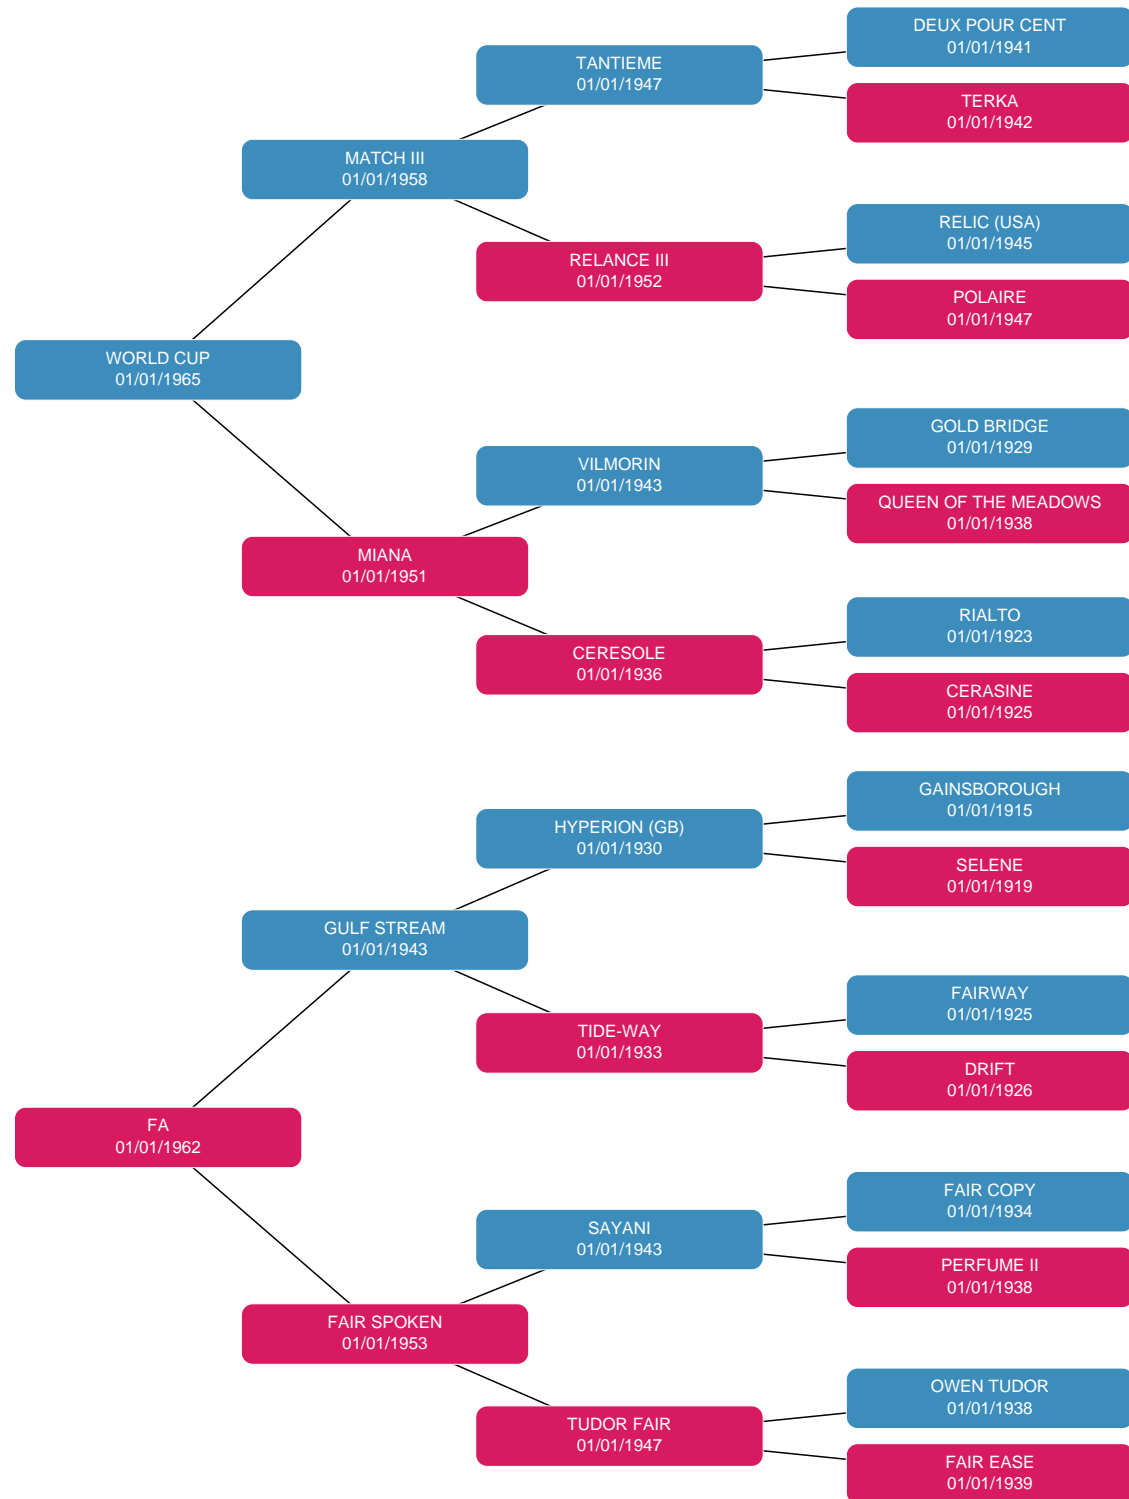 DEUX POUR CENT
01/01/1941
TANTIEME
01/01/1947
TERKA
01/01/1942
MATCH III
01/01/1958
RELIC (USA)
01/01/1945
RELANCE III
01/01/1952
POLAIRE
01/01/1947
WORLD CUP
01/01/1965
GOLD BRIDGE
01/01/1929
VILMORIN
01/01/1943
QUEEN OF THE MEADOWS
01/01/1938
MIANA
01/01/1951
RIALTO
01/01/1923
CERESOLE
01/01/1936
CERASINE
01/01/1925
GAINSBOROUGH
01/01/1915
HYPERION (GB)
01/01/1930
SELENE
01/01/1919
GULF STREAM
01/01/1943
FAIRWAY
01/01/1925
TIDE-WAY
01/01/1933
DRIFT
01/01/1926
FA
01/01/1962
FAIR COPY
01/01/1934
SAYANI
01/01/1943
PERFUME II
01/01/1938
FAIR SPOKEN
01/01/1953
OWEN TUDOR
01/01/1938
TUDOR FAIR
01/01/1947
FAIR EASE
01/01/1939